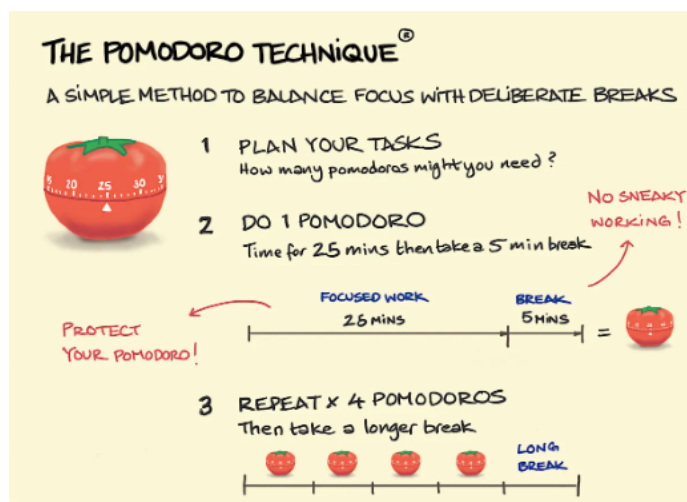 THE POMODORO TECHNIQUE®
A SIMPLE METHOD TO BALANCE FOCUS WITH DELIBERATE BREAKS
1 PLAN YOUR TASKS
How many pomodoros might you need?
20 25 30
2 DO 1 POMODORO
Time for 25 mins then take a 5 min break
NO SNEAKY
WORKING!
FOCUSED WORK
25 MINS
BREAK
5 MINS
=
PROTECT
YOUR POMODORO!
3 REPEAT x 4 POMODOROS
Then take a longer break
LONG
BREAK